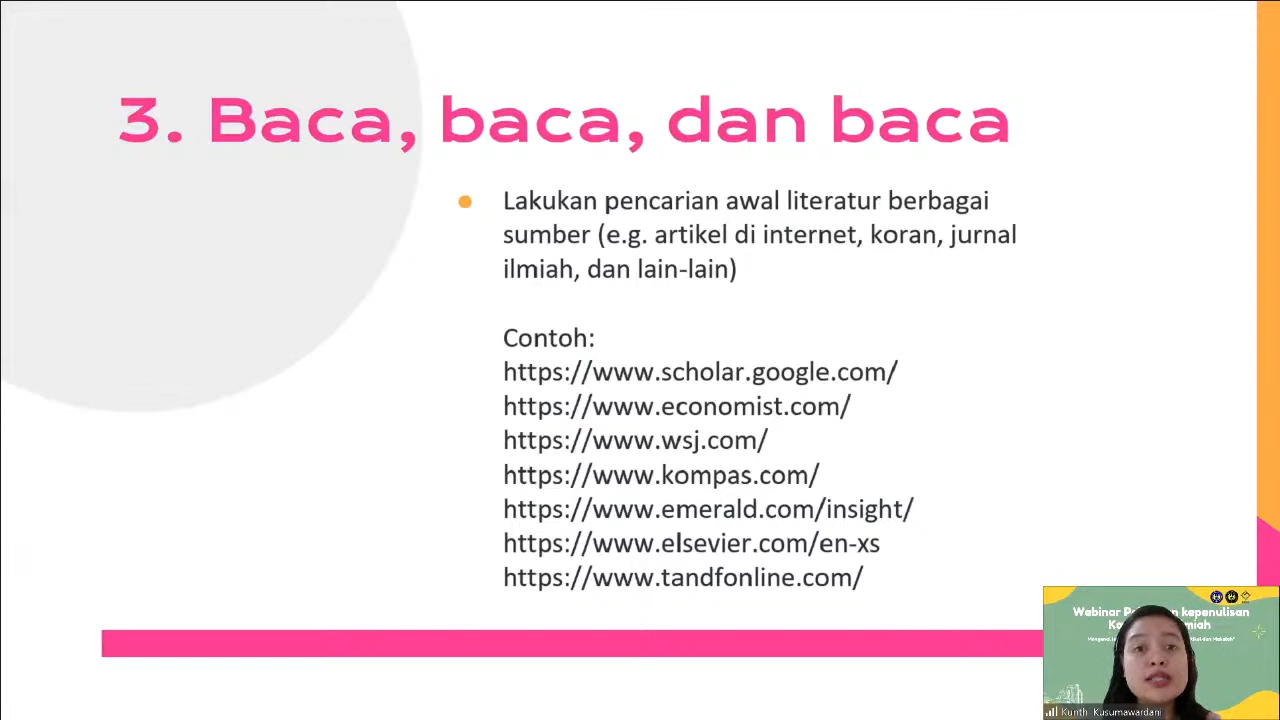 3. Baca, baca, dan baca
Lakukan pencarian awal literatur berbagai
sumber (e.g. artikel di internet, koran, jurnal
ilmiah, dan lain-lain)
Contoh:
https://www.scholar.google.com/
https://www.economist.com/
https://www.wsj.com/
https://www.kompas.com/
https://www.emerald.com/insight/
https://www.elsevier.com/en-xs
https://www.tandfonline.com/
Webinar kepenulisan
Kusumawardani